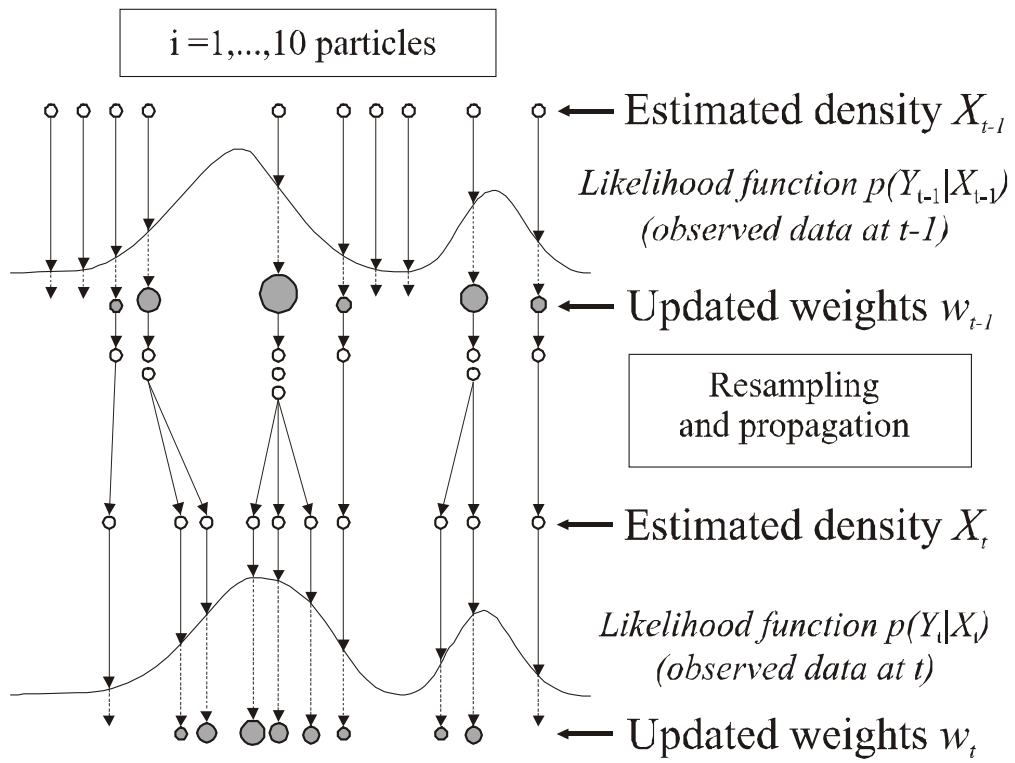 i =1,...,10 particles
Estimated density X_{t-1}
Likelihood function p(Y_{t-1}|X_{t-1})
(observed data at t-1)
Updated weights w_{t-1}
Resampling
and propagation
Estimated density X_t
Likelihood function p(Y_t|X_t)
(observed data at t)
Updated weights w_t